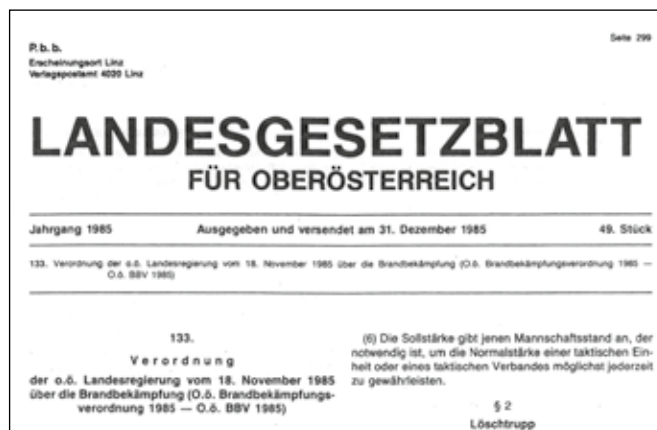 Seite 299
P. b. b.
Erscheinungsort Linz
Verlagspostamt 4020 Linz
LANDESGESETZBLATT
FÜR OBERÖSTERREICH
Jahrgang 1985 Ausgegeben und versendet am 31. Dezember 1985 49. Stück
133. Verordnung der o.ö. Landesregierung vom 18. November 1985 über die Brandbekämpfung (O.ö. Brandbekämpfungsverordnung 1985 —
O.ö. BBV 1985)
133.
Verordnung
der o.ö. Landesregierung vom 18. November 1985
über die Brandbekämpfung (O.ö. Brandbekämpfungs-
verordnung 1985 — O.ö. BBV 1985)
(6) Die Sollstärke gibt jenen Mannschaftsstand an, der
notwendig ist, um die Normalstärke einer taktischen Ein-
heit oder eines taktischen Verbandes möglichst jederzeit
zu gewährleisten.
§ 2
Löschtrupp